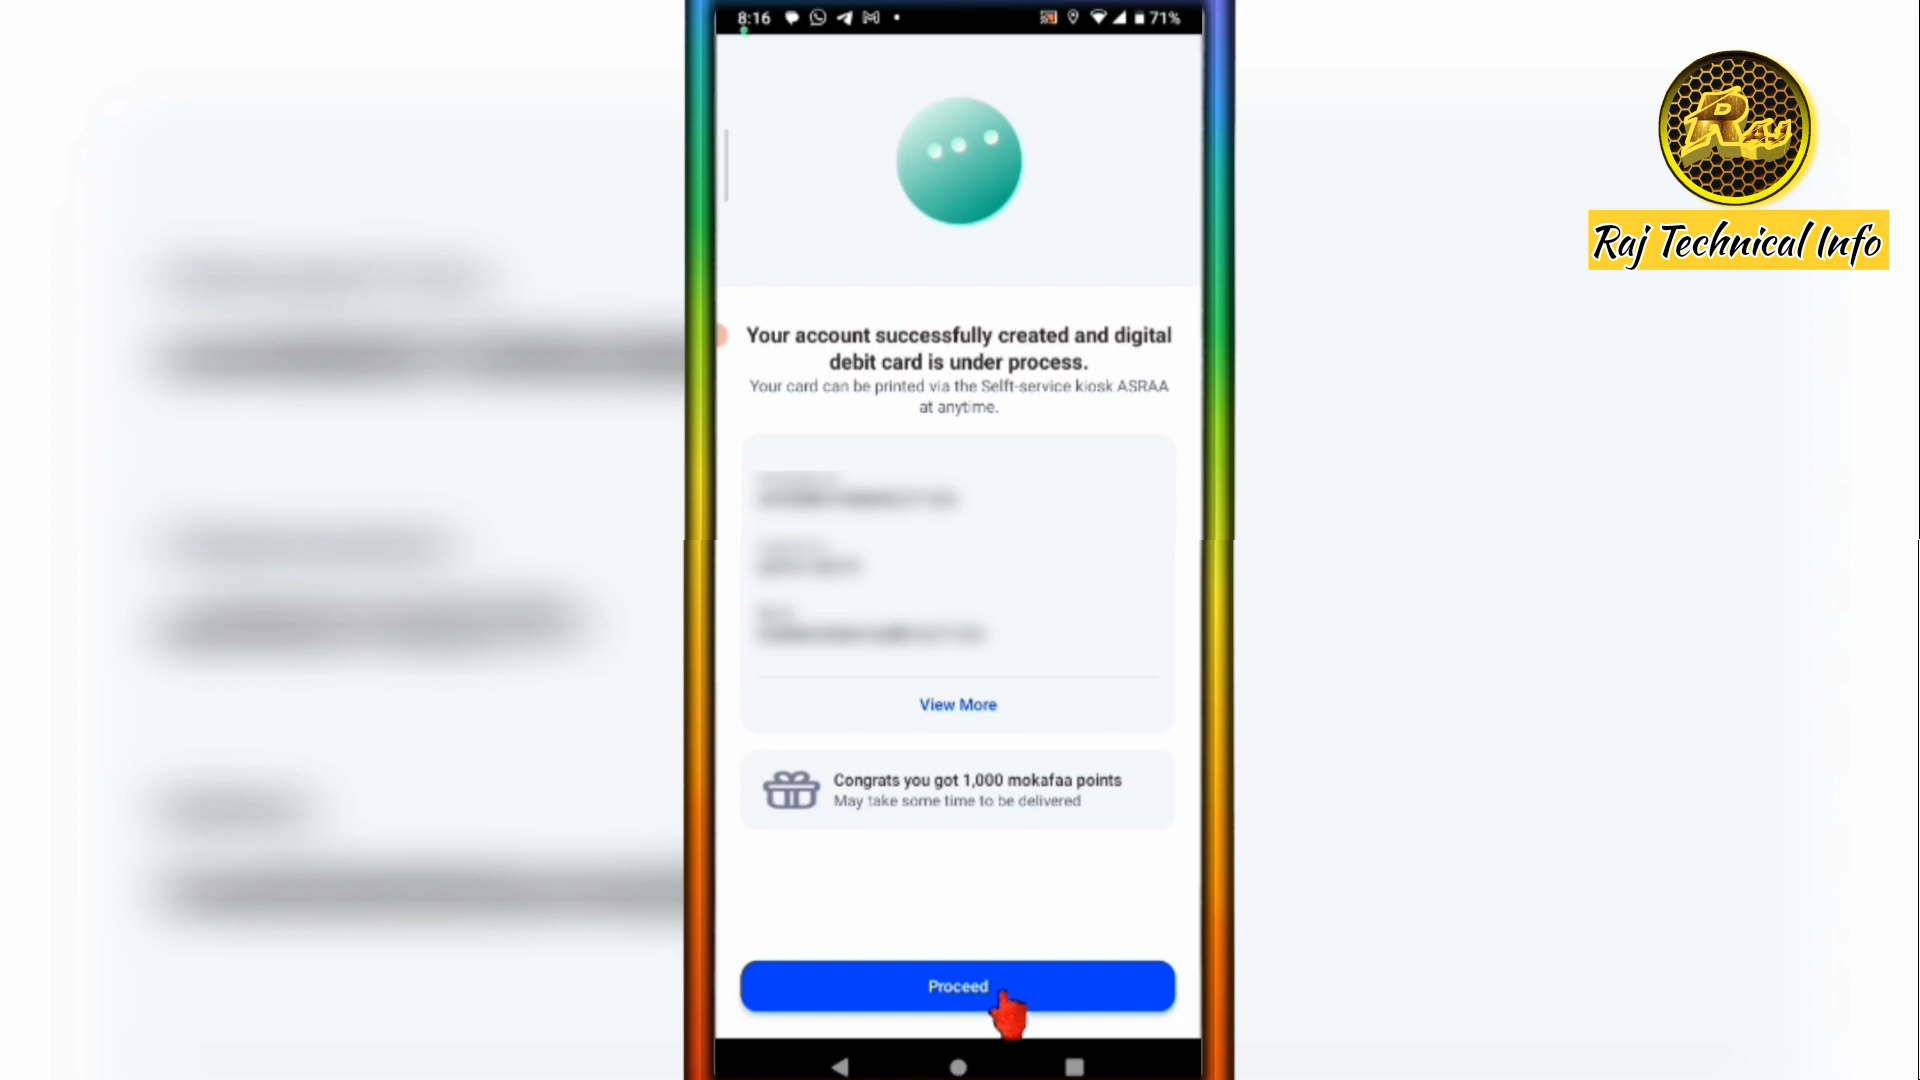 8:16
71%
Your account successfully created and digital
debit card is under process.
Your card can be printed via the Selft-service kiosk ASRAA
at anytime.
View More
Congrats you got 1,000 mokafaa points
May take some time to be delivered
Proceed
Raj
Raj Technical Info